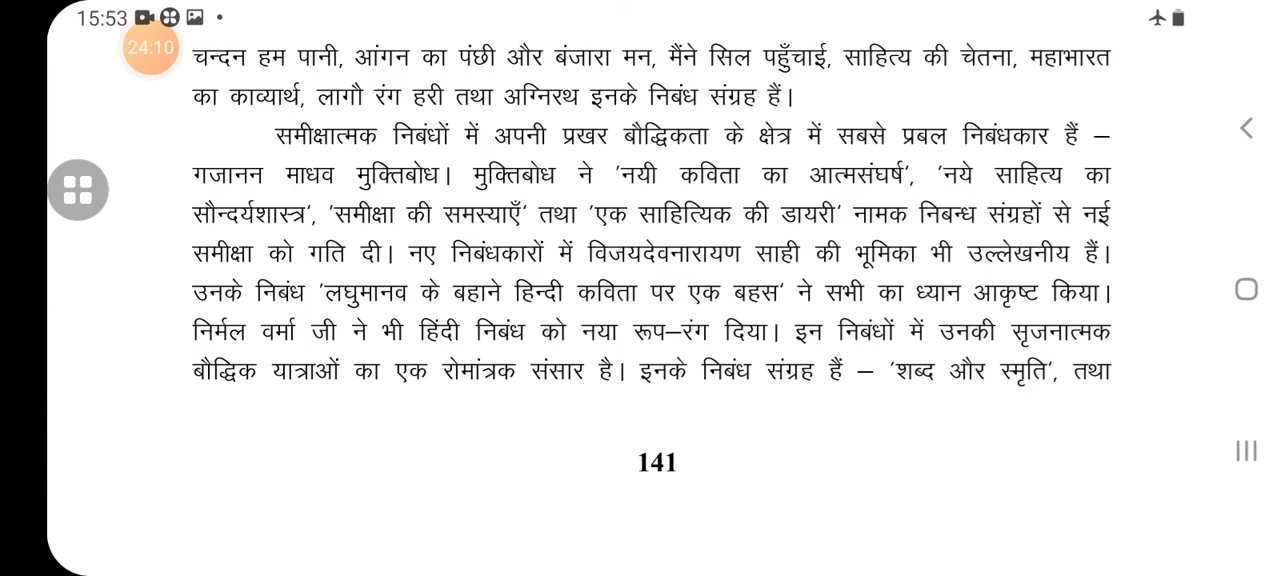 15:53
24:10
चन्दन हम पानी, आंगन का पंछी और बंजारा मन, मैंने सिल पहुँचाई, साहित्य की चेतना, महाभारत
का काव्यार्थ, लागौ रंग हरी तथा अग्निरथ इनके निबंध संग्रह हैं।
समीक्षात्मक निबंधों में अपनी प्रखर बौद्धिकता के क्षेत्र में सबसे प्रबल निबंधकार हैं –
गजानन माधव मुक्तिबोध। मुक्तिबोध ने 'नयी कविता का आत्मसंघर्ष', 'नये साहित्य का
सौन्दर्यशास्त्र', 'समीक्षा की समस्याएँ' तथा 'एक साहित्यिक की डायरी' नामक निबन्ध संग्रहों से नई
समीक्षा को गति दी। नए निबंधकारों में विजयदेवनारायण साही की भूमिका भी उल्लेखनीय हैं।
उनके निबंध 'लघुमानव के बहाने हिन्दी कविता पर एक बहस' ने सभी का ध्यान आकृष्ट किया।
निर्मल वर्मा जी ने भी हिंदी निबंध को नया रूप–रंग दिया। इन निबंधों में उनकी सृजनात्मक
बौद्धिक यात्राओं का एक रोमांत्रक संसार है। इनके निबंध संग्रह हैं – 'शब्द और स्मृति', तथा
141